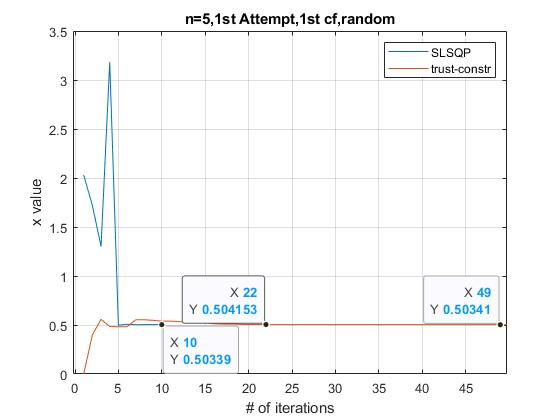 n=5,1st Attempt,1st cf,random
3.5
3
2.5
2
1.5
1
0.5
0
x value
SLSQP
trust-constr
X 22
Y 0.504153
X 49
Y 0.50341
X 10
Y 0.50339
0 5 10 15 20 25 30 35 40 45
# of iterations